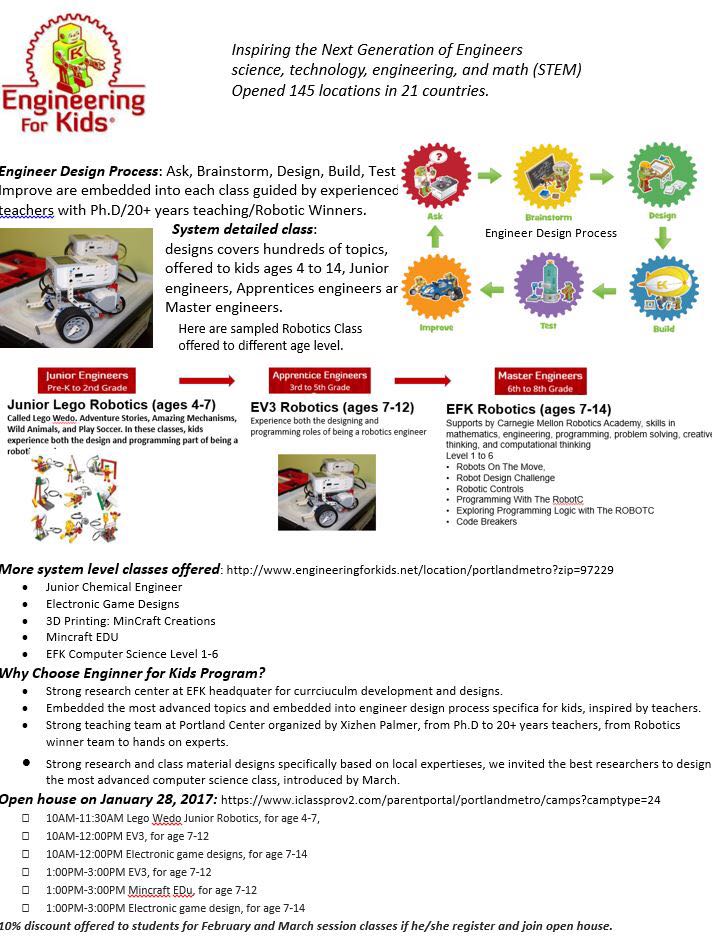 Engineering
For Kids®
Inspiring the Next Generation of Engineers
science, technology, engineering, and math (STEM)
Opened 145 locations in 21 countries.
Engineer Design Process: Ask, Brainstorm, Design, Build, Test
Improve are embedded into each class guided by experienced
teachers with Ph.D/20+ years teaching/Robotic Winners.
Ask
Brainstorm
Design
Engineer Design Process
Improve
Test
Build
EK
System detailed class:
designs covers hundreds of topics,
offered to kids ages 4 to 14, Junior
engineers, Apprentices engineers ar
Master engineers.
Here are sampled Robotics Class
offered to different age level.
Junior Engineers
Pre-K to 2nd Grade
Apprentice Engineers
3rd to 5th Grade
Master Engineers
6th to 8th Grade
Junior Lego Robotics (ages 4-7)
Called Lego Wedo. Adventure Stories, Amazing Mechanisms,
Wild Animals, and Play Soccer. In these classes, kids
experience both the design and programming part of being a
roboti
EV3 Robotics (ages 7-12)
Experience both the designing and
programming roles of being a robotics engineer
EFK Robotics (ages 7-14)
Supports by Carnegie Mellon Robotics Academy, skills in
mathematics, engineering, programming, problem solving, creative
thinking, and computational thinking
Level 1 to 6
• Robots On The Move,
• Robot Design Challenge
• Robotic Controls
• Programming With The RobotC
• Exploring Programming Logic with The ROBOTC
• Code Breakers
More system level classes offered: http://www.engineeringforkids.net/location/portlandmetro?zip=97229
• Junior Chemical Engineer
• Electronic Game Designs
• 3D Printing: MinCraft Creations
• Mincraft EDU
• EFK Computer Science Level 1-6
Why Choose Enginner for Kids Program?
• Strong research center at EFK headquater for currciuculm development and designs.
• Embedded the most advanced topics and embedded into engineer design process specifica for kids, inspired by teachers.
• Strong teaching team at Portland Center organized by Xizhen Palmer, from Ph.D to 20+ years teachers, from Robotics
winner team to hands on experts.
• Strong research and class material designs specifically based on local expertieses, we invited the best researchers to design
the most advanced computer science class, introduced by March.
Open house on January 28, 2017: https://www.iclassprov2.com/parentportal/portlandmetro/camps?camptype=24
☐ 10AM-11:30AM Lego Wedo Junior Robotics, for age 4-7,
☐ 10AM-12:00PM EV3, for age 7-12
☐ 10AM-12:00PM Electronic game designs, for age 7-14
☐ 1:00PM-3:00PM EV3, for age 7-12
☐ 1:00PM-3:00PM Mincraft EDu, for age 7-12
☐ 1:00PM-3:00PM Electronic game design, for age 7-14
10% discount offered to students for February and March session classes if he/she register and join open house.